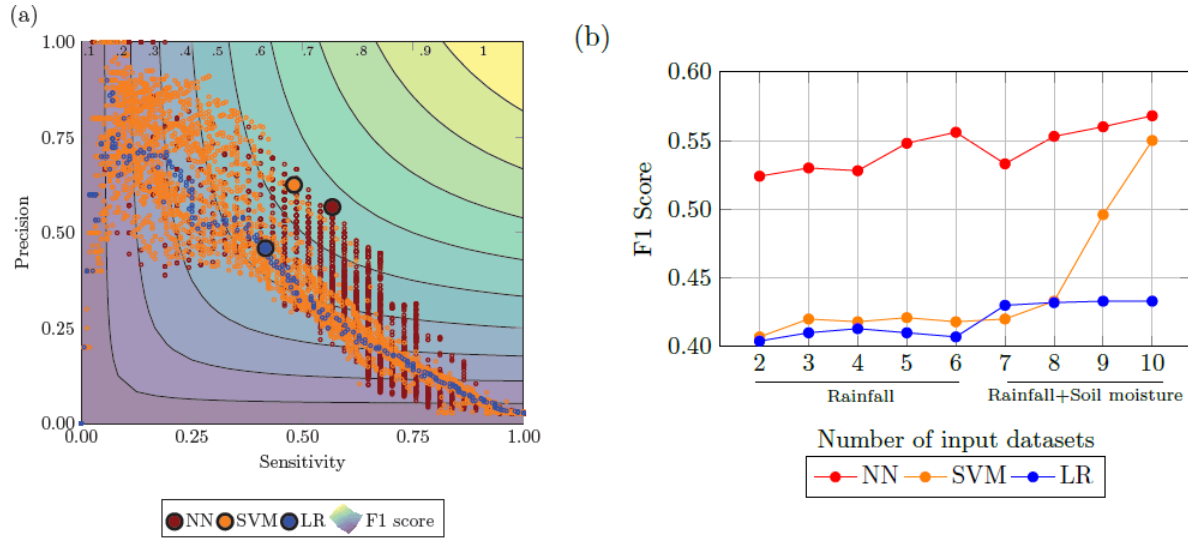 (a)
.1 .2 .3 .4 .5 .6 .7 .8 .9 1
1.00
0.75
0.50
0.25
0.00
Precision
0.00 0.25 0.50 0.75 1.00
Sensitivity
NN SVM LR F1 score
(b)
0.60
0.55
0.50
0.45
0.40
F1 Score
2 3 4 5 6 7 8 9 10
Rainfall Rainfall+Soil moisture
Number of input datasets
NN SVM LR